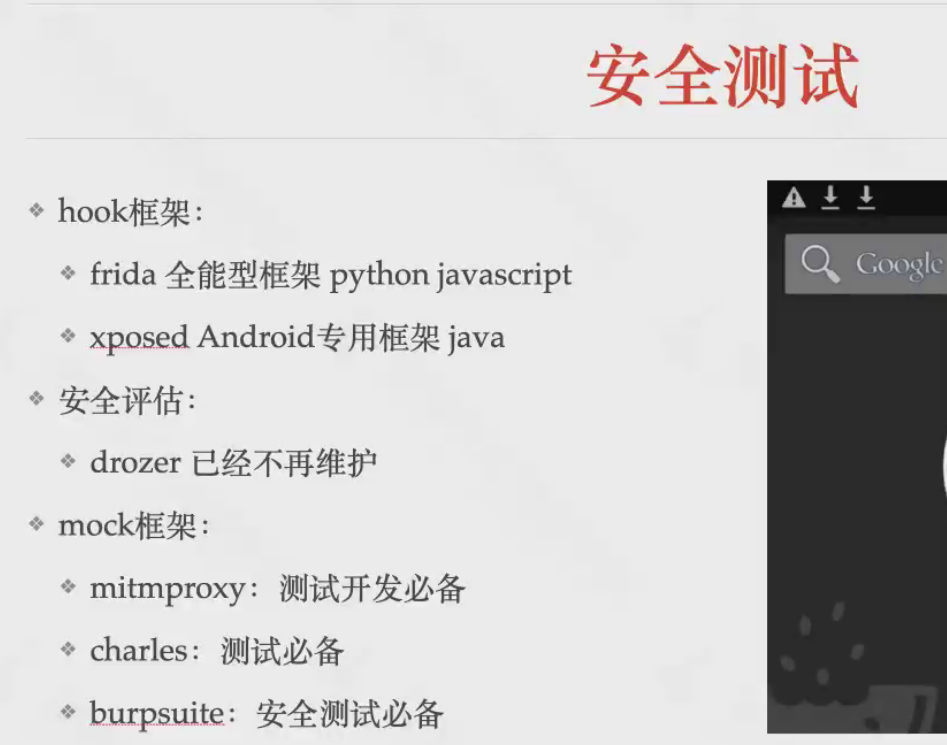 安全测试
hook框架：
frida 全能型框架 python javascript
xposed Android专用框架 java
安全评估：
drozer 已经不再维护
mock框架：
mitmproxy：测试开发必备
charles：测试必备
burpsuite：安全测试必备
Google